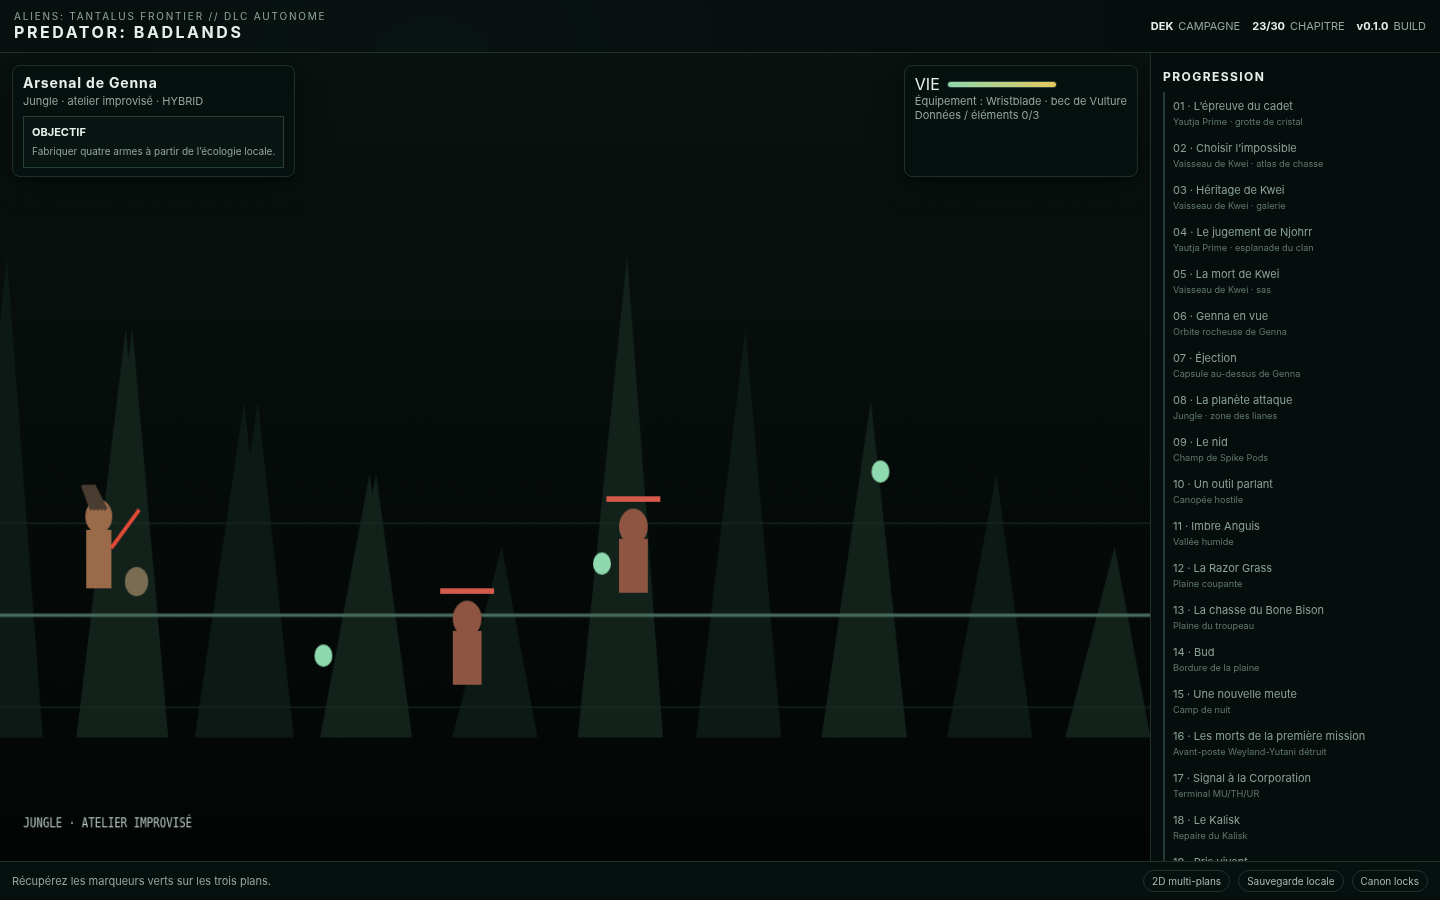 ALIENS: TANTALUS FRONTIER // DLC AUTONOME
PREDATOR: BADLANDS
DEK CAMPAGNE 23/30 CHAPITRE v0.1.0 BUILD
Arsenal de Genna
Jungle · atelier improvisé · HYBRID
OBJECTIF
Fabriquer quatre armes à partir de l'écologie locale.
VIE
Équipement : Wristblade · bec de Vulture
Données / éléments 0/3
PROGRESSION
01 · L'épreuve du cadet
Yautja Prime · grotte de cristal
02 · Choisir l'impossible
Vaisseau de Kwei · atlas de chasse
03 · Héritage de Kwei
Vaisseau de Kwei · galerie
04 · Le jugement de Njohrr
Yautja Prime · esplanade du clan
05 · La mort de Kwei
Vaisseau de Kwei · sas
06 · Genna en vue
Orbite rocheuse de Genna
07 · Éjection
Capsule au-dessus de Genna
08 · La planète attaque
Jungle · zone des lianes
09 · Le nid
Champ de Spike Pods
10 · Un outil parlant
Canopée hostile
11 · Imbre Anguis
Vallée humide
12 · La Razor Grass
Plaine coupante
13 · La chasse du Bone Bison
Plaine du troupeau
14 · Bud
Bordure de la plaine
15 · Une nouvelle meute
Camp de nuit
16 · Les morts de la première mission
Avant-poste Weyland-Yutani détruit
17 · Signal à la Corporation
Terminal MU/TH/UR
18 · Le Kalisk
Repaire du Kalisk
JUNGLE · ATELIER IMPROVISÉ
Récupérez les marqueurs verts sur les trois plans.
2D multi-plans
Sauvegarde locale
Canon locks